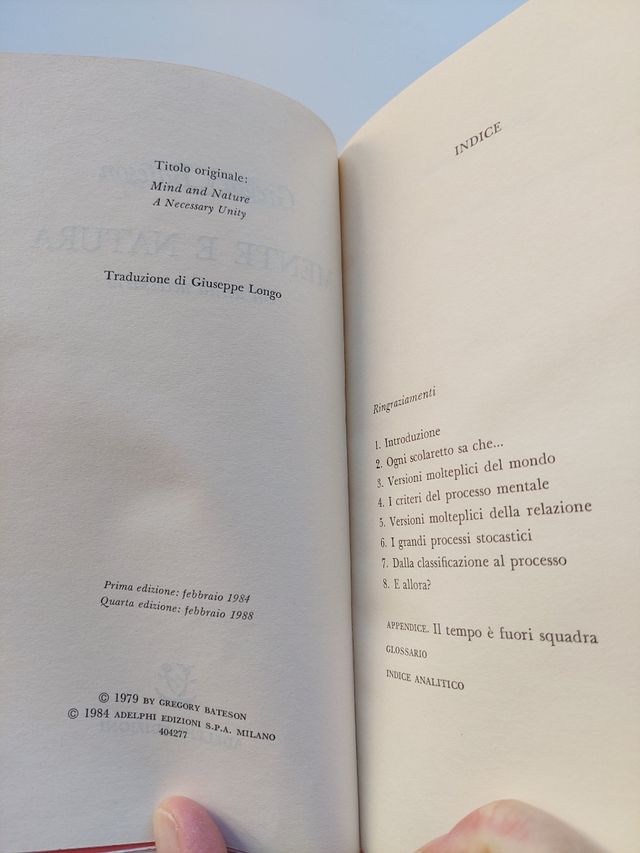 Titolo originale:
Mind and Nature
A Necessary Unity
Traduzione di Giuseppe Longo
Prima edizione: febbraio 1984
Quarta edizione: febbraio 1988
© 1979 BY GREGORY BATESON
© 1984 ADELPHI EDIZIONI S.P.A. MILANO
404277
INDICE
Ringraziamenti
1. Introduzione
2. Ogni scolaretto sa che...
3. Versioni molteplici del mondo
4. I criteri del processo mentale
5. Versioni molteplici della relazione
6. I grandi processi stocastici
7. Dalla classificazione al processo
8. E allora?
APPENDICE. Il tempo è fuori squadra
GLOSSARIO
INDICE ANALITICO